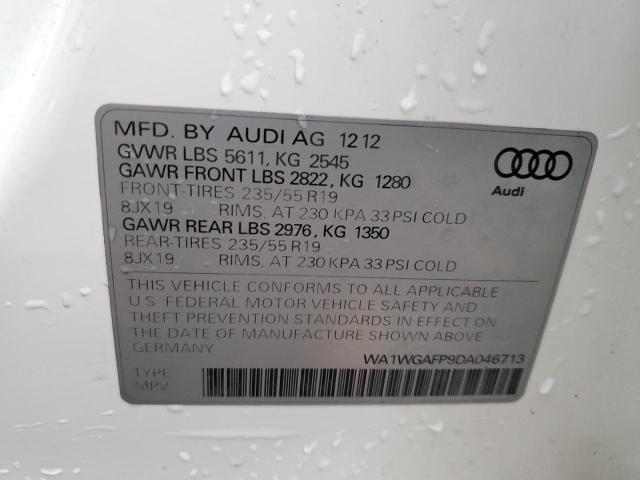 MFD. BY AUDI AG 12 12
GVWR LBS 5611, KG 2545
GAWR FRONT LBS 2822, KG 1280
FRONT-TIRES 235/55 R19
8JX19 RIMS, AT 230 KPA 33 PSI COLD
GAWR REAR LBS 2976, KG 1350
REAR-TIRES 235/55 R19
8JX19 RIMS, AT 230 KPA 33 PSI COLD
Audi
THIS VEHICLE CONFORMS TO ALL APPLICABLE
U.S. FEDERAL MOTOR VEHICLE SAFETY AND
THEFT PREVENTION STANDARDS IN EFFECT ON
THE DATE OF MANUFACTURE SHOWN ABOVE
GERMANY
WA1WGAFP9DA046713
TYPE
MPV